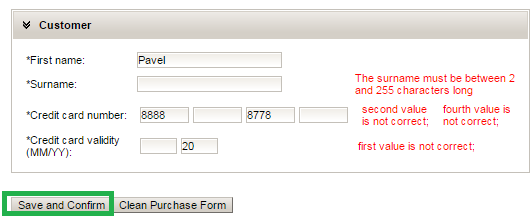 Customer
*First name: Pavel
*Surname: The surname must be between 2
and 255 characters long
*Credit card number: 8888 8778 second value fourth value is
is not correct; not correct;
*Credit card validity
(MM/YY): 20 first value is not correct;
Save and Confirm Clean Purchase Form